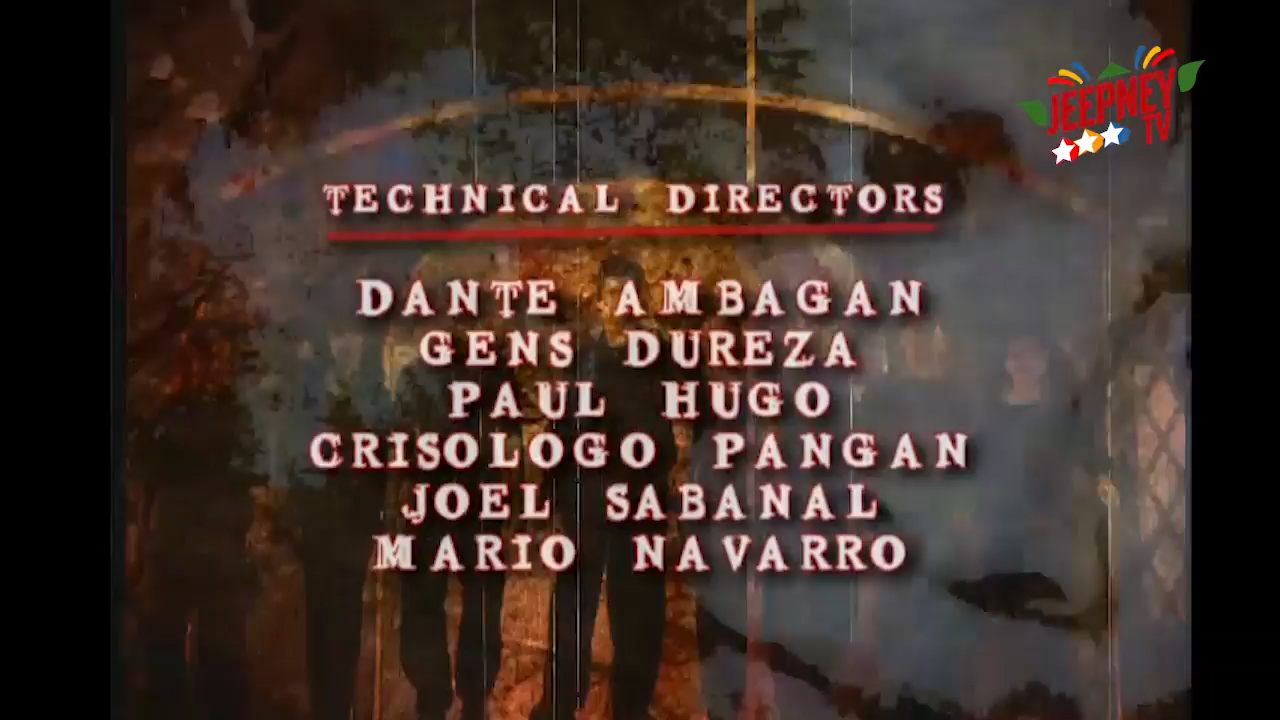 JEEPNEY
TV
TECHNICAL DIRECTORS
DANTE AMBAGAN
GENS DUREZA
PAUL HUGO
CRISOLOGO PANGAN
JOEL SABANAL
MARIO NAVARRO